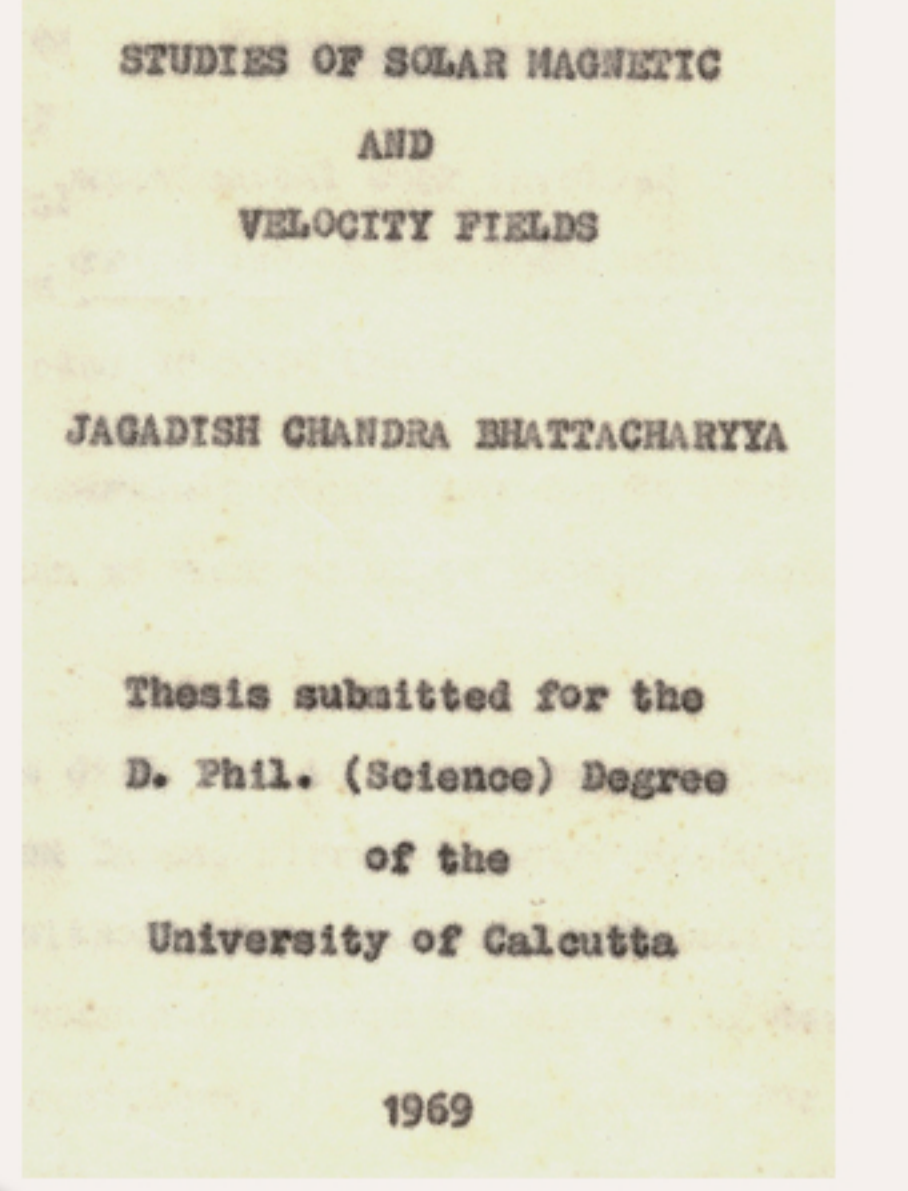 STUDIES OF SOLAR MAGNETIC
AND
VELOCITY FIELDS
JAGADISH CHANDRA BHATTACHARYYA
Thesis submitted for the
D. Phil. (Science) Degree
of the
University of Calcutta
1969